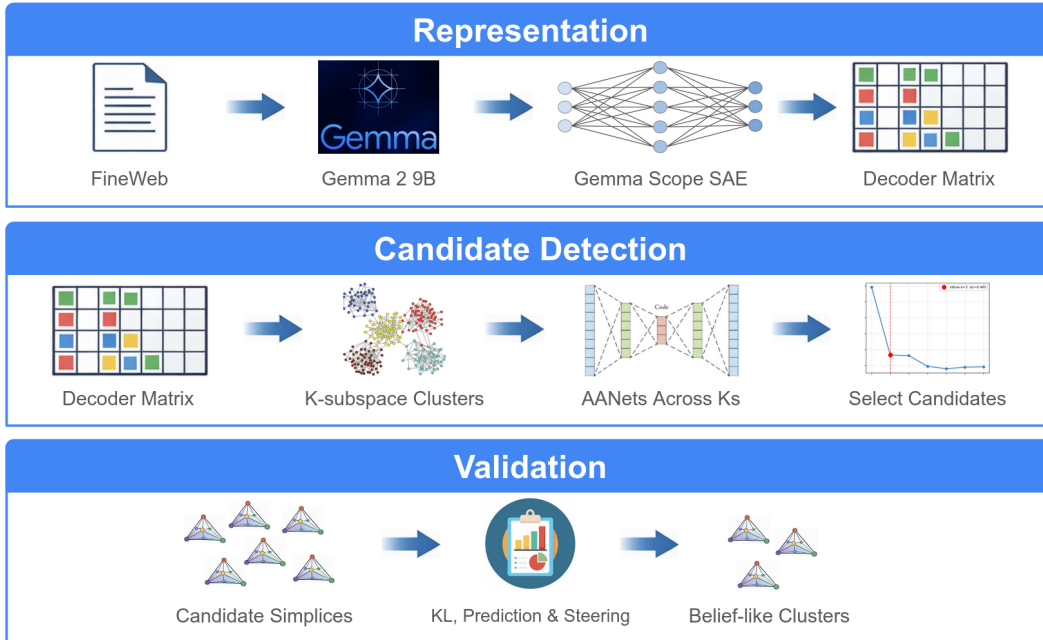 Representation
Gemma
FineWeb
Gemma 2 9B
Gemma Scope SAE
Decoder Matrix
Candidate Detection
Code
Decoder Matrix
K-subspace Clusters
AANets Across Ks
Select Candidates
Validation
Candidate Simplices
KL, Prediction & Steering
Belief-like Clusters